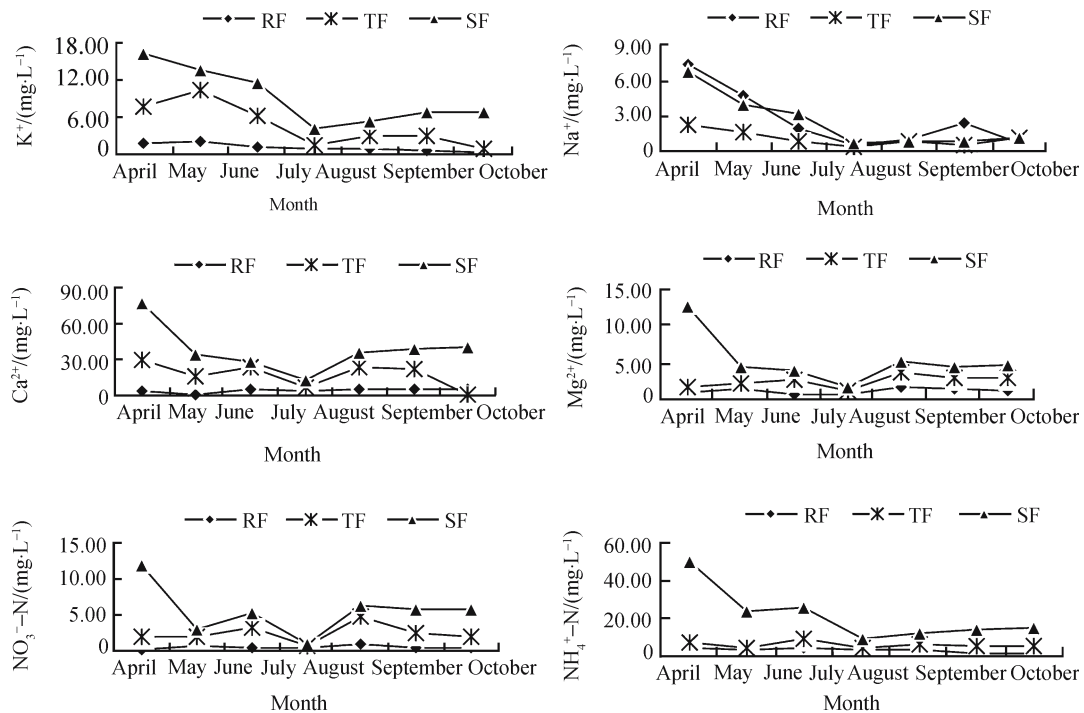 RF TF SF
K⁺/(mg·L⁻¹)
18.00
12.00
6.00
0
April May June July August September October
Month
RF TF SF
Na⁺/(mg·L⁻¹)
9.00
6.00
3.00
0
April May June July August September October
Month
RF TF SF
Ca²⁺/(mg·L⁻¹)
90.00
60.00
30.00
0
April May June July August September October
Month
RF TF SF
Mg²⁺/(mg·L⁻¹)
15.00
10.00
5.00
0
April May June July August September October
Month
RF TF SF
NO₃⁻–N/(mg·L⁻¹)
15.00
10.00
5.00
0
April May June July August September October
Month
RF TF SF
NH₄⁺–N/(mg·L⁻¹)
60.00
40.00
20.00
0
April May June July August September October
Month